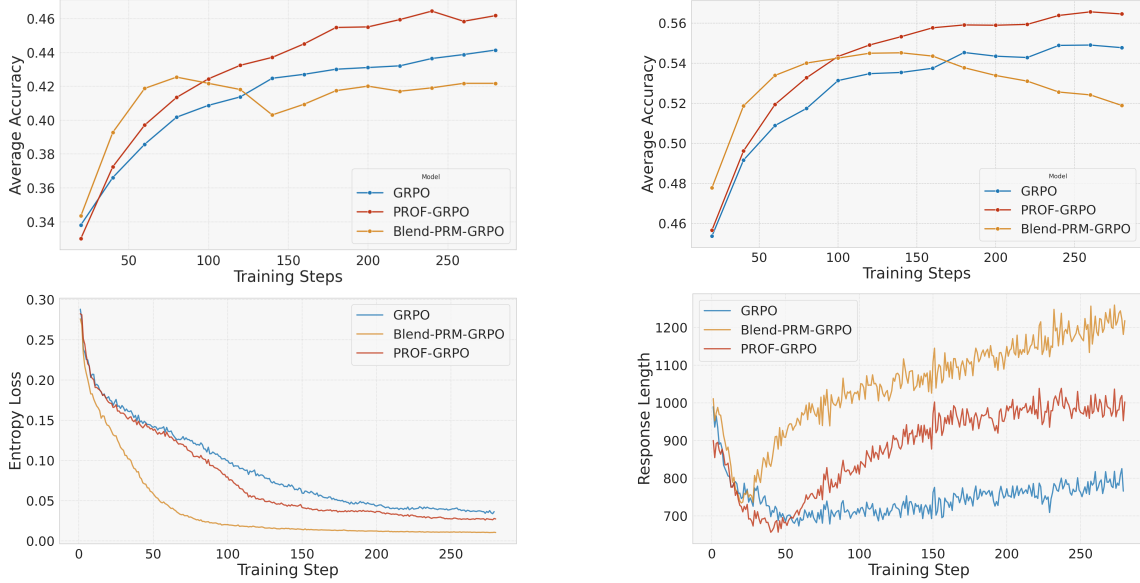 Average Accuracy
0.46
0.44
0.42
0.40
0.38
0.36
0.34
50
100
150
200
250
Training Steps
Model
GRPO
PROF-GRPO
Blend-PRM-GRPO
Average Accuracy
0.56
0.54
0.52
0.50
0.48
0.46
50
100
150
200
250
Training Steps
Model
GRPO
PROF-GRPO
Blend-PRM-GRPO
Entropy Loss
0.30
0.25
0.20
0.15
0.10
0.05
0.00
0
50
100
150
200
250
Training Step
GRPO
Blend-PRM-GRPO
PROF-GRPO
Response Length
1200
1100
1000
900
800
700
0
50
100
150
200
250
Training Step
GRPO
Blend-PRM-GRPO
PROF-GRPO